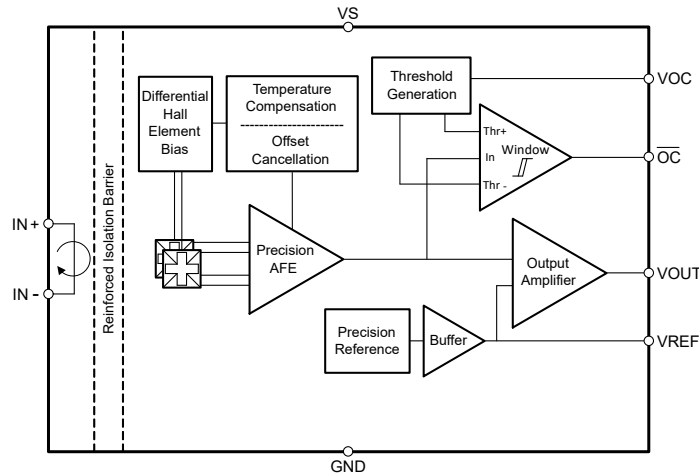 VS
Differential
Hall
Element
Bias
Temperature
Compensation
Offset
Cancellation
Threshold
Generation
VOC
Thr+
In
Window
Thr -
OC
IN +
IN -
Reinforced Isolation Barrier
Precision
AFE
Output
Amplifier
VOUT
Precision
Reference
Buffer
VREF
GND